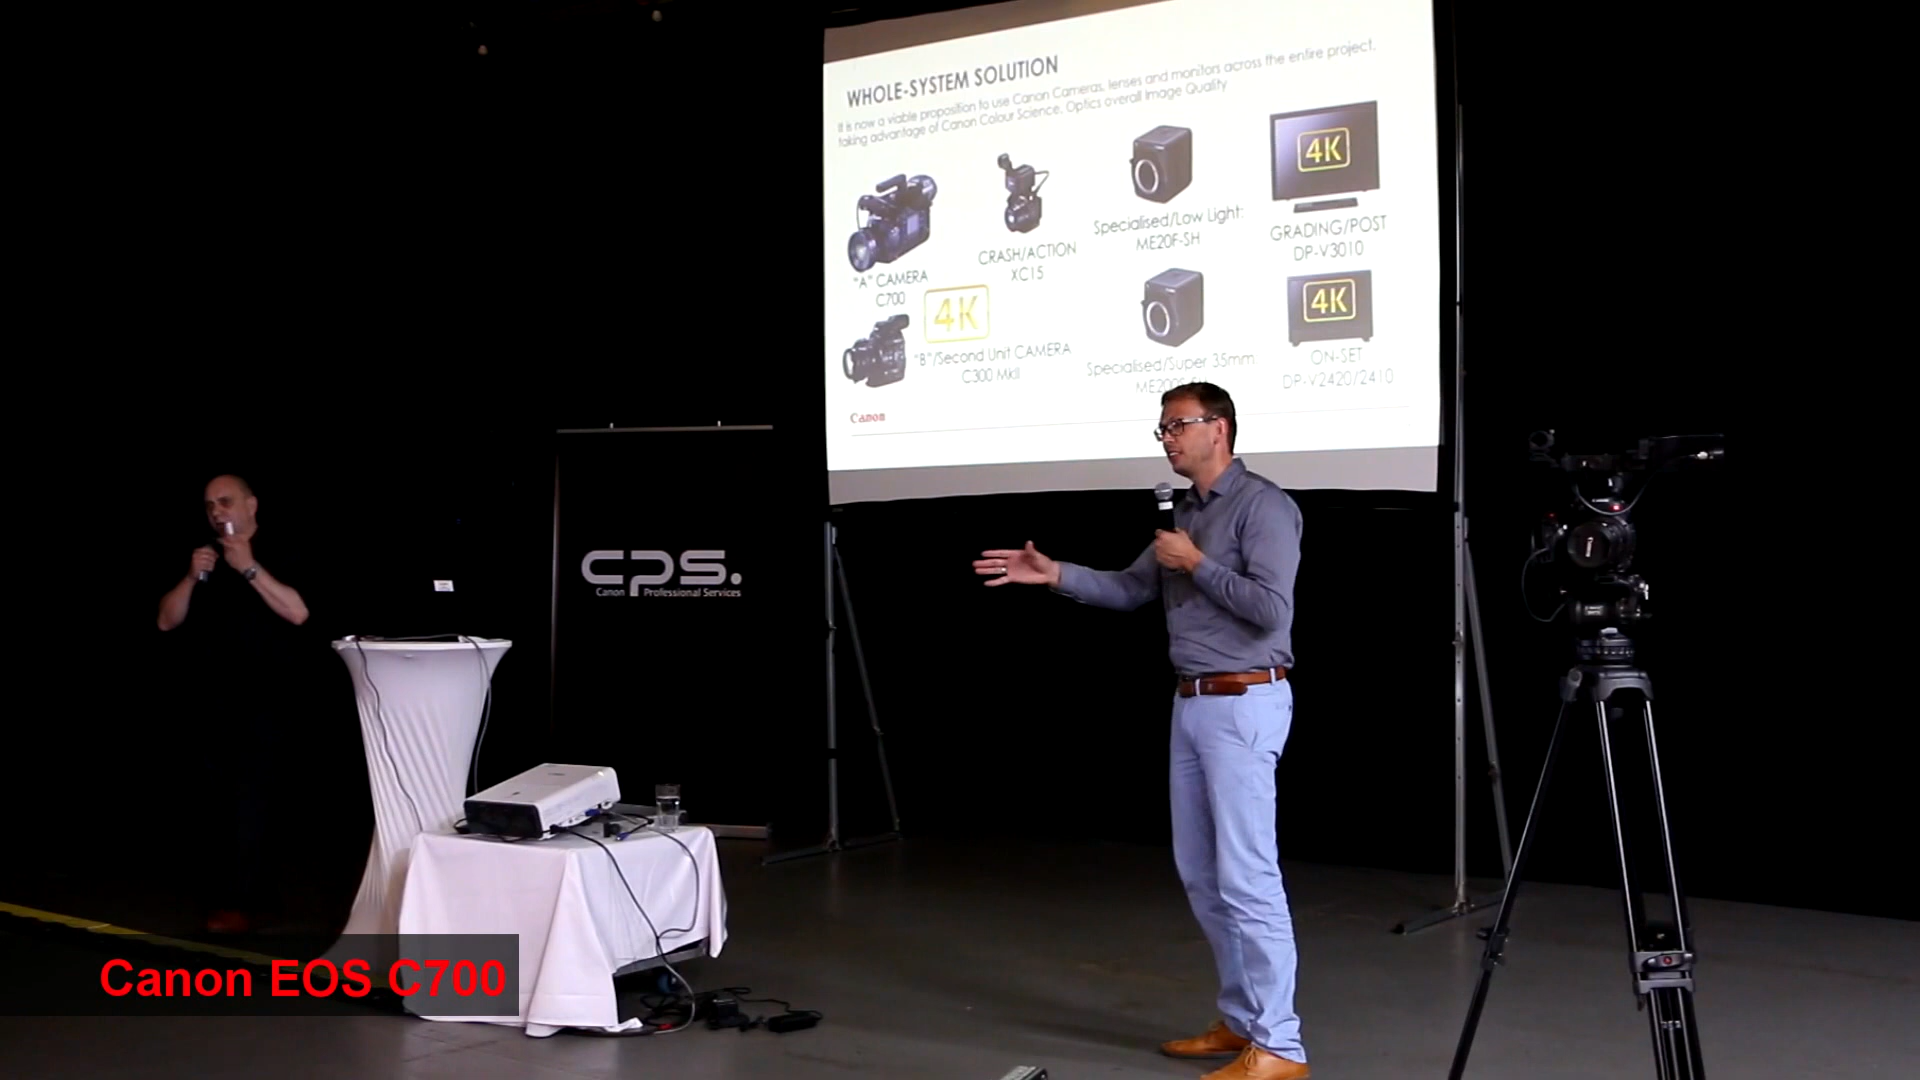 WHOLE-SYSTEM SOLUTION
It is now a viable proposition to use Canon Cameras, lenses and monitors across the entire project,
taking advantage of Canon Colour Science, Optics overall Image Quality
"A" CAMERA
C700
CRASH/ACTION
XC15
Specialised/Low Light:
ME20F-SH
4K
GRADING/POST
DP-V3010
4K
"B"/Second Unit CAMERA
C300 MkII
Specialised/Super 35mm
4K
ON-SET
DP-V2420/2410
Canon
CPS.
Canon Professional Services
Canon EOS C700